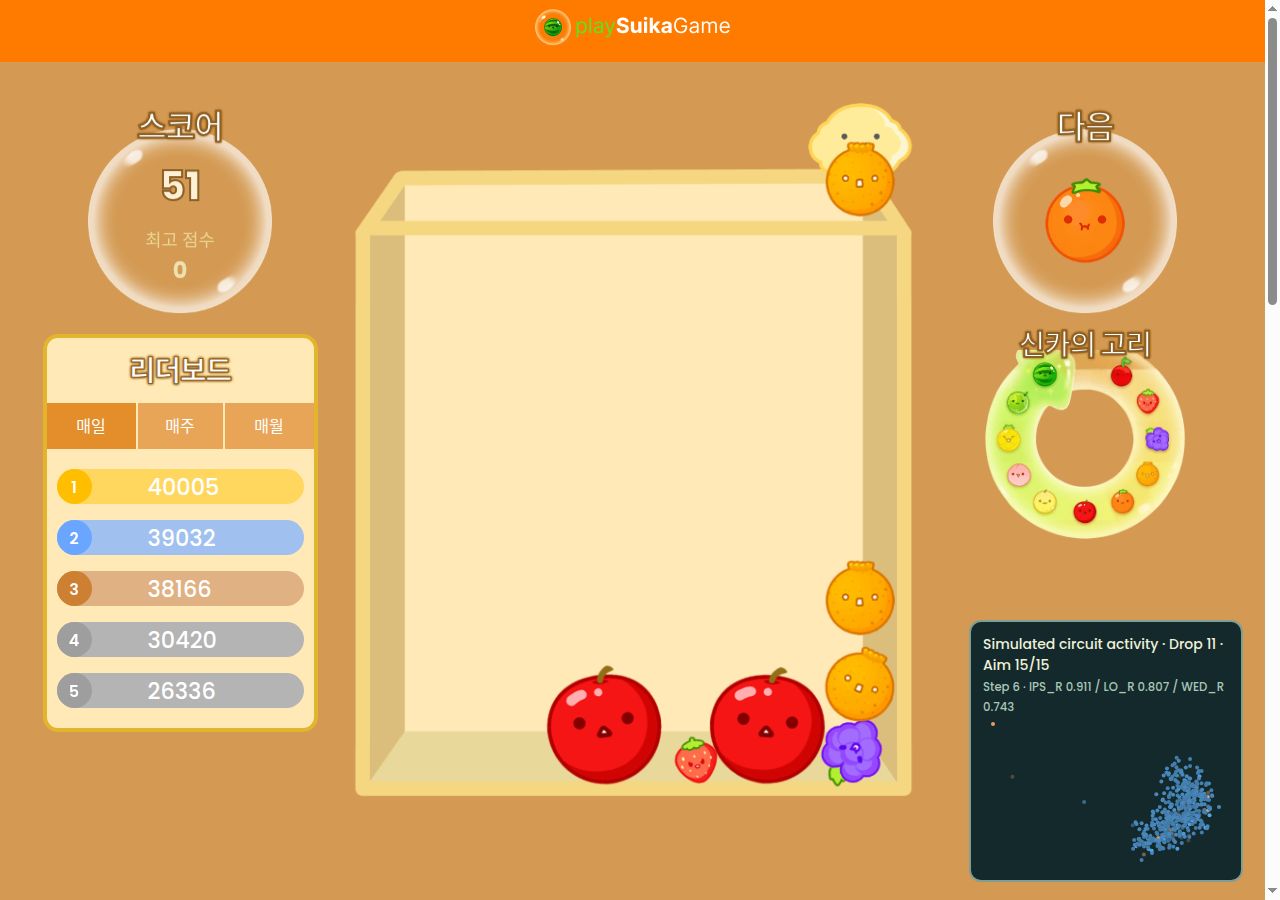 playSuikaGame
스코어
51
최고 점수
0
다음
리더보드
매일 매주 매월
1 40005
2 39032
3 38166
4 30420
5 26336
신카의 고리
Simulated circuit activity · Drop 11 ·
Aim 15/15
Step 6 · IPS_R 0.911 / LO_R 0.807 / WED_R
0.743